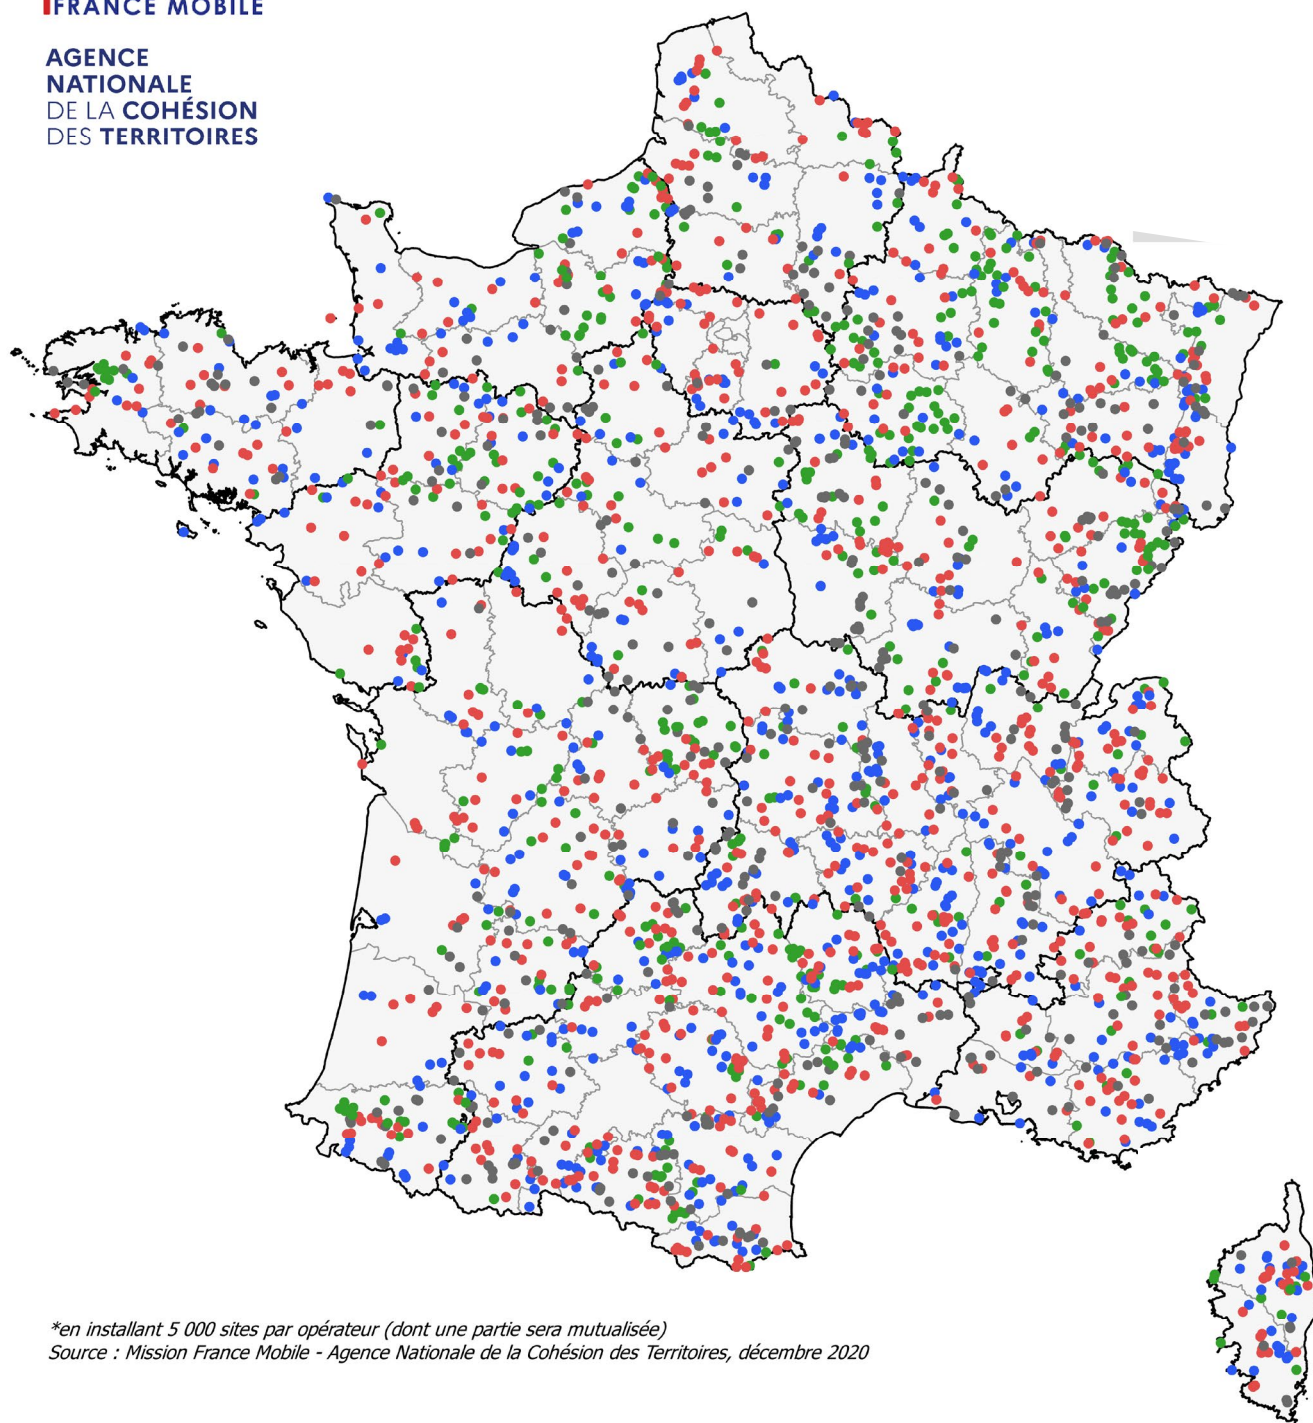 FRANCE MOBILE
AGENCE
NATIONALE
DE LA COHÉSION
DES TERRITOIRES
*en installant 5 000 sites par opérateur (dont une partie sera mutualisée)
Source : Mission France Mobile - Agence Nationale de la Cohésion des Territoires, décembre 2020